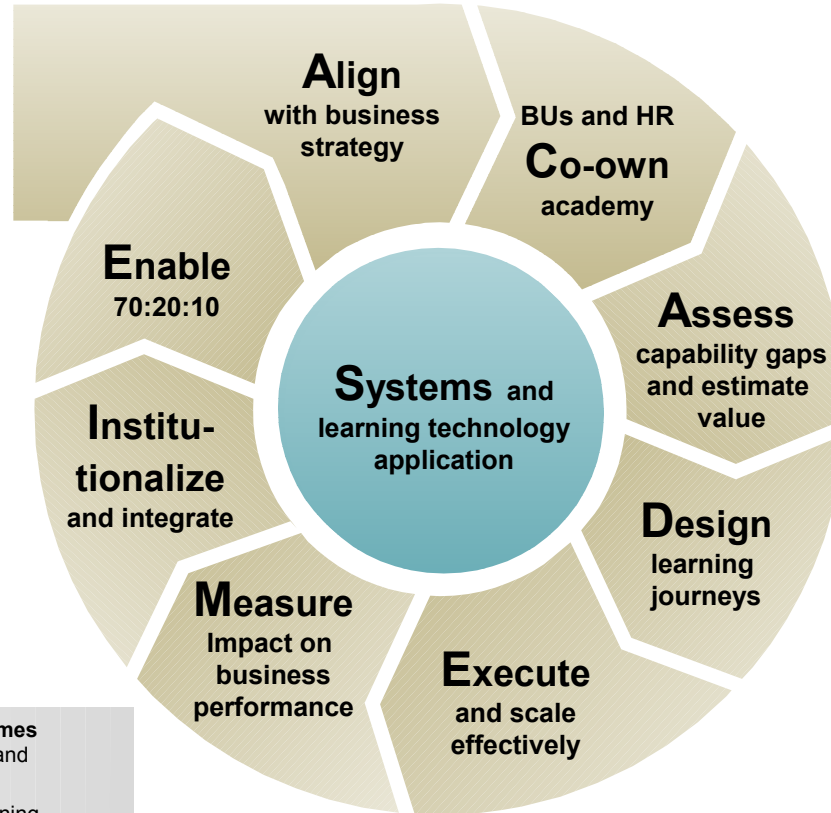 Align
with business
strategy
BUs and HR
Co-own
academy
Assess
capability gaps
and estimate
value
Design
learning
journeys
Execute
and scale
effectively
Measure
Impact on
business
performance
Institu-
tionalize
and integrate
Enable
70:20:10
Systems and
learning technology
application
mes
and
ning